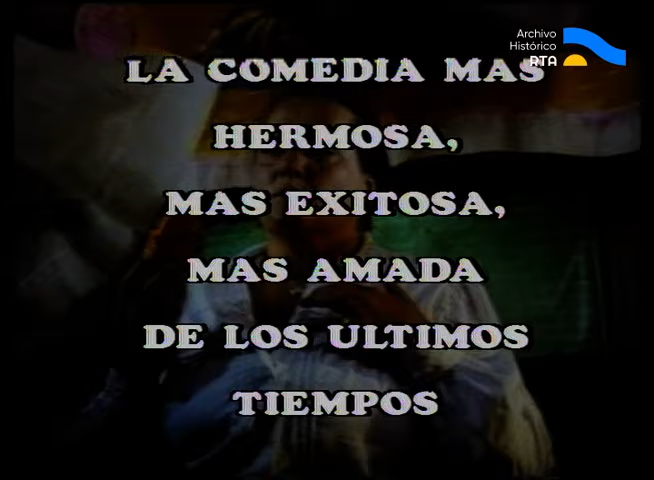 Archivo
Histórico
RTA
LA COMEDIA MAS
HERMOSA,
MAS EXITOSA,
MAS AMADA
DE LOS ULTIMOS
TIEMPOS